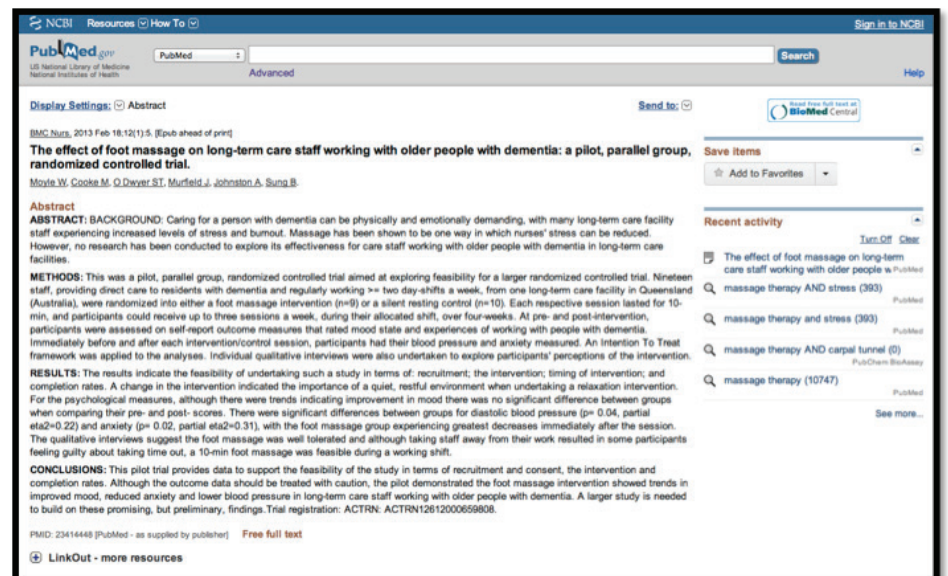 NCBI Resources How To Sign in to NCBI
PubMed.gov
US National Library of Medicine
National Institutes of Health
PubMed
Search
Advanced
Help
Display Settings: Abstract
Send to:
BMC Nurs. 2013 Feb 18;12(1):5. [Epub ahead of print]
The effect of foot massage on long-term care staff working with older people with dementia: a pilot, parallel group,
randomized controlled trial.
Moyle W, Cooke M, O Dwyer ST, Murfield J, Johnston A, Sung B.
Abstract
ABSTRACT: BACKGROUND: Caring for a person with dementia can be physically and emotionally demanding, with many long-term care facility
staff experiencing increased levels of stress and burnout. Massage has been shown to be one way in which nurses' stress can be reduced.
However, no research has been conducted to explore its effectiveness for care staff working with older people with dementia in long-term care
facilities.
METHODS: This was a pilot, parallel group, randomized controlled trial aimed at exploring feasibility for a larger randomized controlled trial. Nineteen
staff, providing direct care to residents with dementia and regularly working >= two day-shifts a week, from one long-term care facility in Queensland
(Australia), were randomized into either a foot massage intervention (n=9) or a silent resting control (n=10). Each respective session lasted for 10-
min, and participants could receive up to three sessions a week, during their allocated shift, over four-weeks. At pre- and post-intervention,
participants were assessed on self-report outcome measures that rated mood state and experiences of working with people with dementia.
Immediately before and after each intervention/control session, participants had their blood pressure and anxiety measured. An Intention To Treat
framework was applied to the analyses. Individual qualitative interviews were also undertaken to explore participants' perceptions of the intervention.
RESULTS: The results indicate the feasibility of undertaking such a study in terms of: recruitment; the intervention; timing of intervention; and
completion rates. A change in the intervention indicated the importance of a quiet, restful environment when undertaking a relaxation intervention.
For the psychological measures, although there were trends indicating improvement in mood there was no significant difference between groups
when comparing their pre- and post- scores. There were significant differences between groups for diastolic blood pressure (p= 0.04, partial
eta2=0.22) and anxiety (p= 0.02, partial eta2=0.31), with the foot massage group experiencing greatest decreases immediately after the session.
The qualitative interviews suggest the foot massage was well tolerated and although taking staff away from their work resulted in some participants
feeling guilty about taking time out, a 10-min foot massage was feasible during a working shift.
CONCLUSIONS: This pilot trial provides data to support the feasibility of the study in terms of recruitment and consent, the intervention and
completion rates. Although the outcome data should be treated with caution, the pilot demonstrated the foot massage intervention showed trends in
improved mood, reduced anxiety and lower blood pressure in long-term care staff working with older people with dementia. A larger study is needed
to build on these promising, but preliminary, findings.Trial registration: ACTRN: ACTRN12612000659808.
PMID: 23414448 [PubMed - as supplied by publisher] Free full text
LinkOut - more resources
Read free full text at
BioMed Central
Save items
Add to Favorites
Recent activity
Turn Off Clear
The effect of foot massage on long-term
care staff working with older people w PubMed
massage therapy AND stress (393)
PubMed
massage therapy and stress (393)
PubMed
massage therapy AND carpal tunnel (0)
PubChem BioAssay
massage therapy (10747)
PubMed
See more...